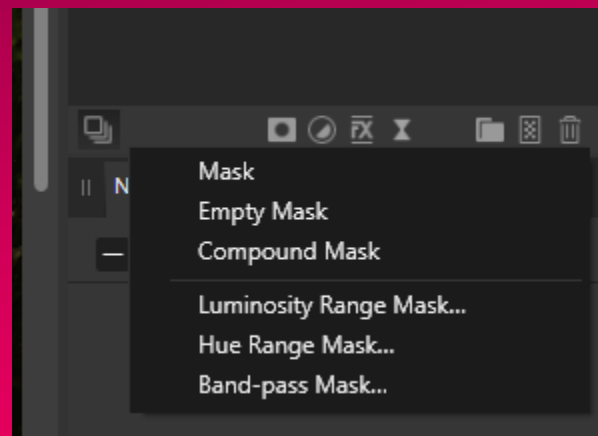 N
Mask
Empty Mask
Compound Mask
Luminosity Range Mask...
Hue Range Mask...
Band-pass Mask...